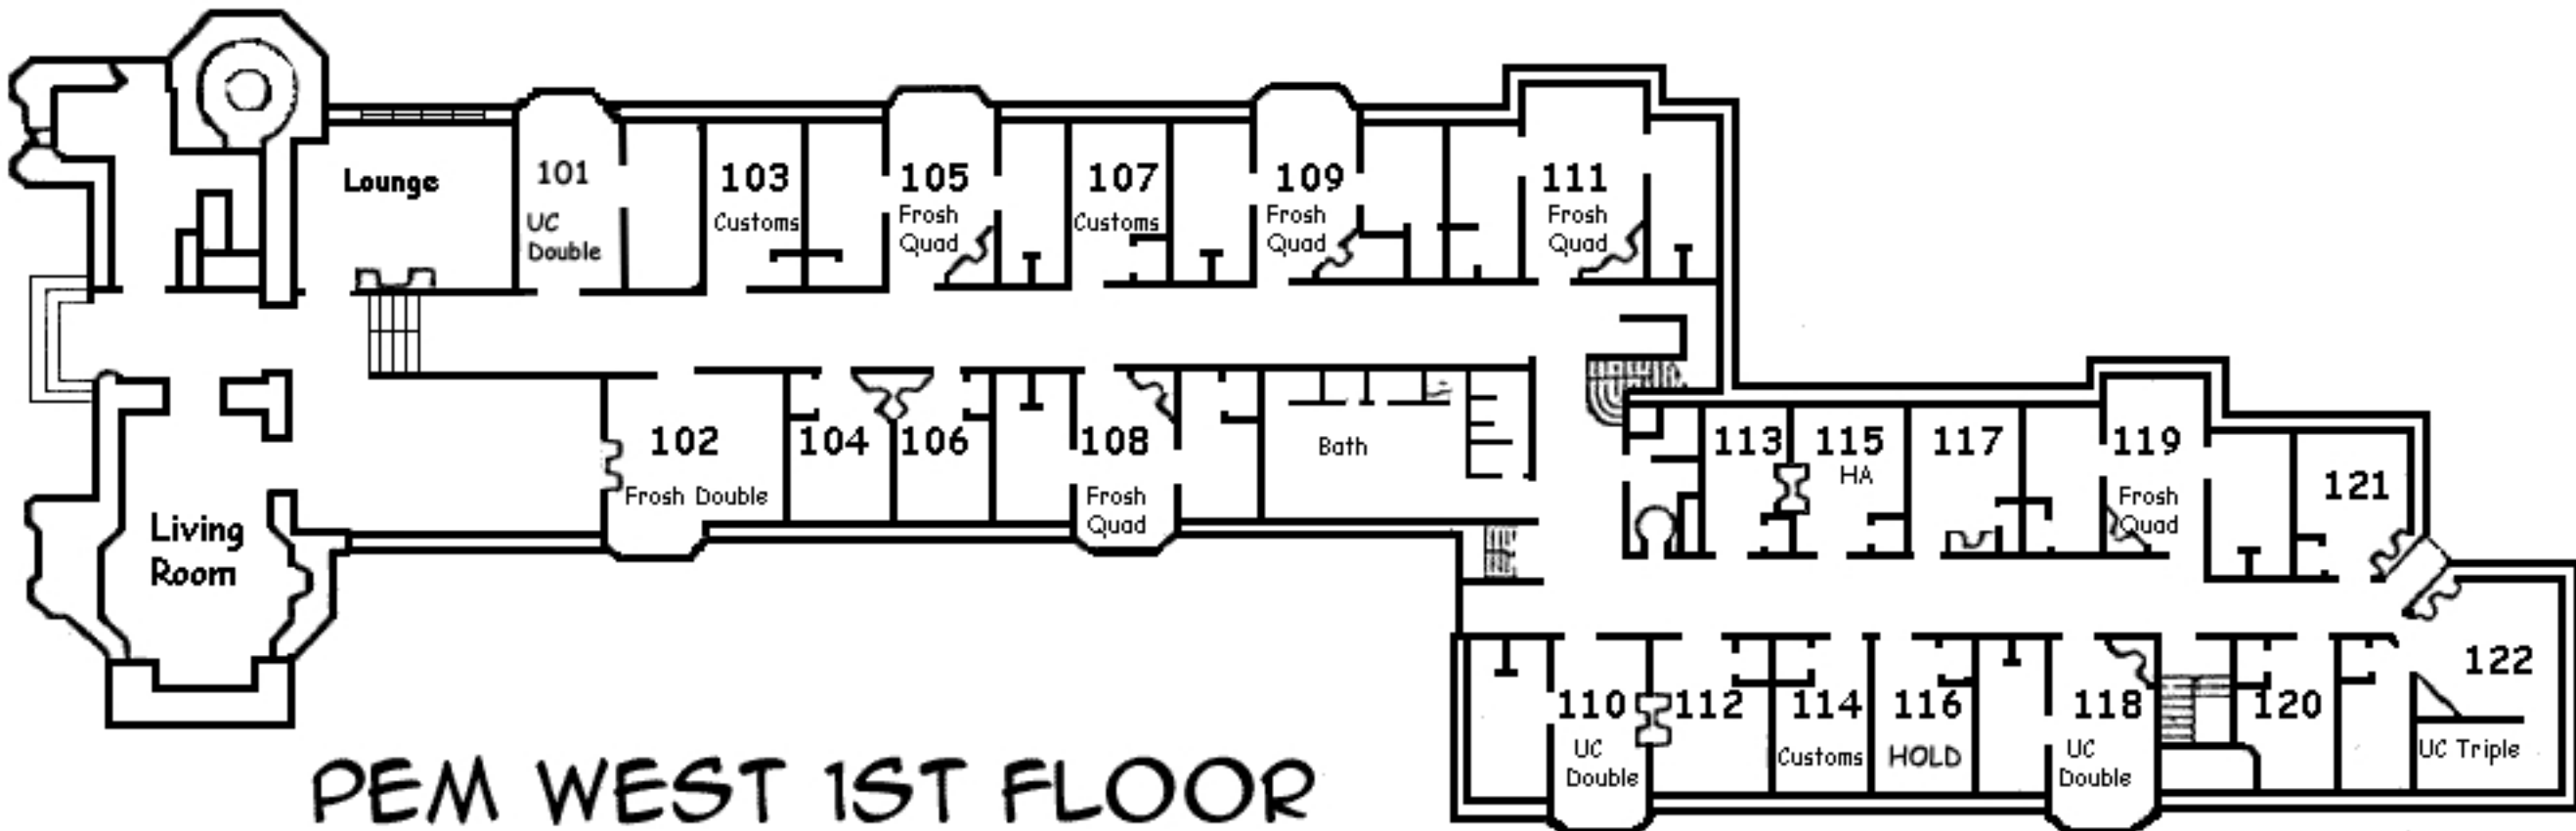 Lounge
101
UC
Double
103
Customs
105
Frosh
Quad
107
Customs
109
Frosh
Quad
111
Frosh
Quad
102
Frosh Double
104
106
108
Frosh
Quad
Bath
113
115
HA
117
119
Frosh
Quad
121
Living
Room
110
UC
Double
112
114
Customs
116
HOLD
118
UC
Double
120
122
UC Triple
PEM WEST 1ST FLOOR